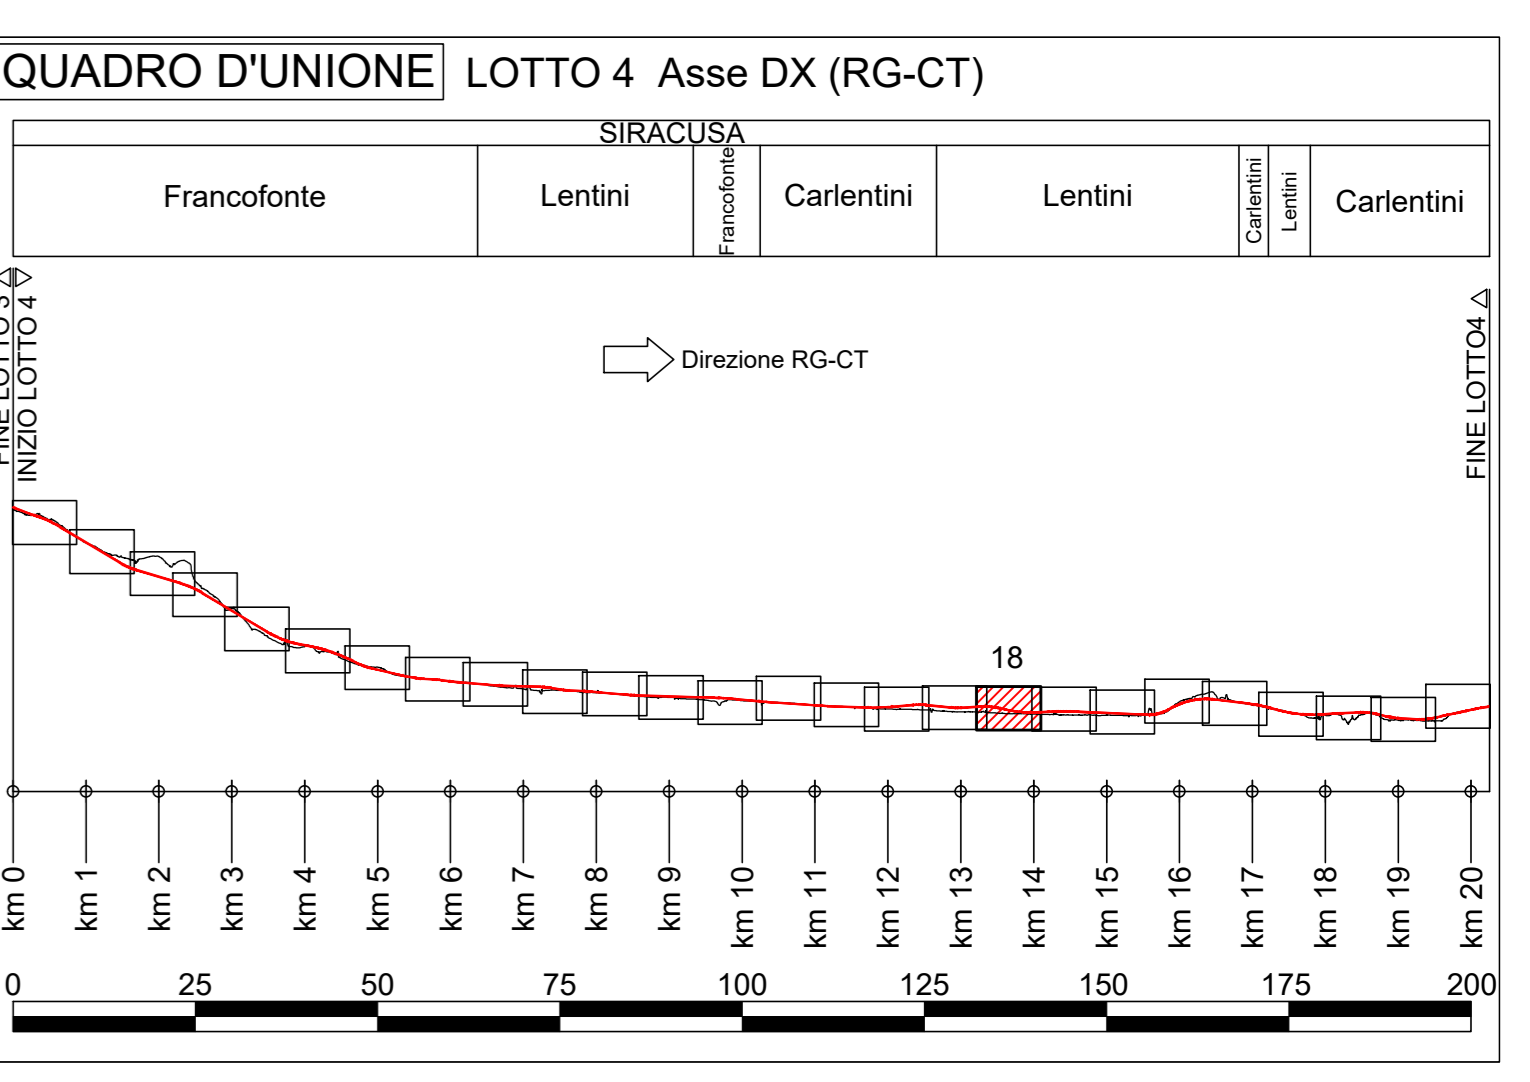 QUADRO D'UNIONE LOTTO 4 Asse DX (RG-CT)
SIRACUSA
Francofonte
Lentini
Francofonte
Carlentini
Lentini
Carlentini
Lentini
Carlentini
FINE LOTTO 3
INIZIO LOTTO 4
Direzione RG-CT
FINE LOTTO4
18
km 0
km 1
km 2
km 3
km 4
km 5
km 6
km 7
km 8
km 9
km 10
km 11
km 12
km 13
km 14
km 15
km 16
km 17
km 18
km 19
km 20
0 25 50 75 100 125 150 175 200